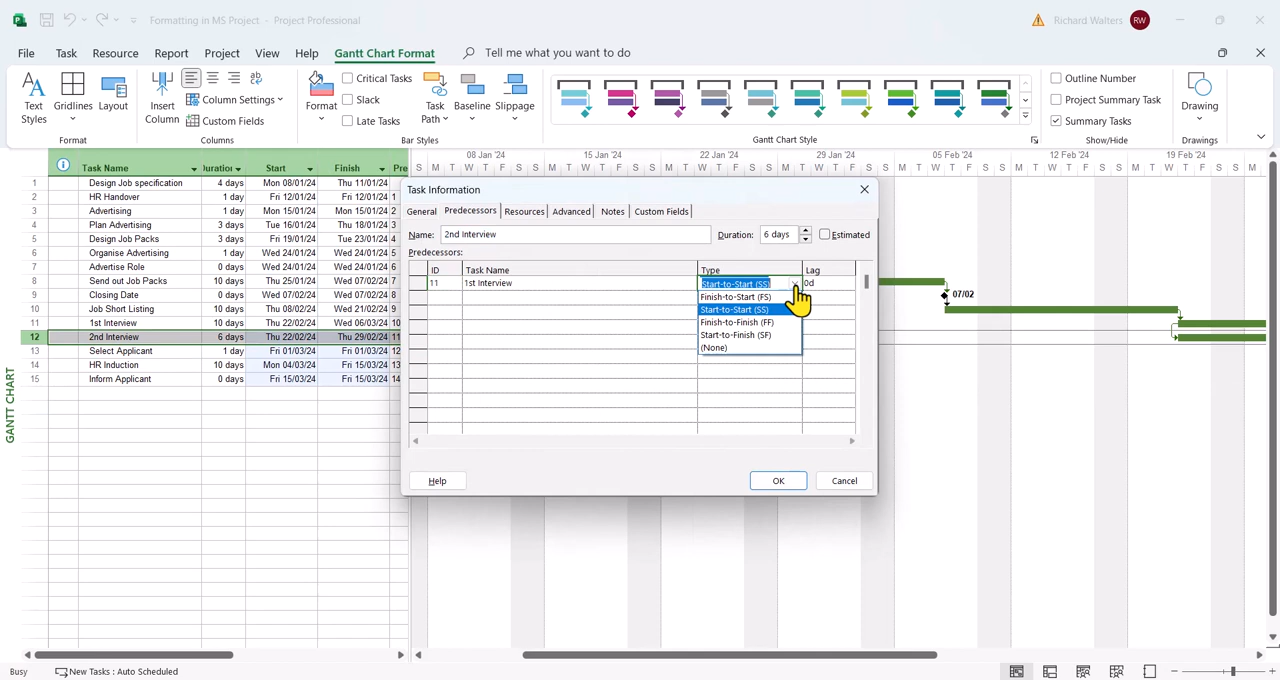 Formatting in MS Project - Project Professional
Richard Walters RW
File Task Resource Report Project View Help Gantt Chart Format Tell me what you want to do
Text Styles
Gridlines
Layout
Format
Insert Column
Column Settings
Custom Fields
Columns
Format
Critical Tasks
Slack
Late Tasks
Task Path
Baseline
Slippage
Bar Styles
Gantt Chart Style
Outline Number
Project Summary Task
Summary Tasks
Show/Hide
Drawing
Drawings
Task Name Duration Start Finish Pre
08 Jan '24 15 Jan '24 22 Jan '24 29 Jan '24 05 Feb '24 12 Feb '24 19 Feb '24
S M T W T F S S M T W T F S S M T W T F S S M T W T F S S M T W T F S S M T W T F S S M T W T F S S M
1 Design Job specification 4 days Mon 08/01/24 Thu 11/01/24
2 HR Handover 1 day Fri 12/01/24 Fri 12/01/24 1
3 Advertising 1 day Mon 15/01/24 Mon 15/01/24 2
4 Plan Advertising 3 days Tue 16/01/24 Thu 18/01/24 3
5 Design Job Packs 3 days Fri 19/01/24 Tue 23/01/24 4
6 Organise Advertising 1 day Wed 24/01/24 Wed 24/01/24 5
7 Advertise Role 0 days Wed 24/01/24 Wed 24/01/24 6
8 Send out Job Packs 10 days Thu 25/01/24 Wed 07/02/24 7
9 Closing Date 0 days Wed 07/02/24 Wed 07/02/24 8
10 Job Short Listing 10 days Thu 08/02/24 Wed 21/02/24 9
11 1st Interview 10 days Thu 22/02/24 Wed 06/03/24 10
12 2nd Interview 6 days Thu 22/02/24 Thu 29/02/24 11
13 Select Applicant 1 day Fri 01/03/24 Fri 01/03/24 12
14 HR Induction 10 days Mon 04/03/24 Fri 15/03/24 13
15 Inform Applicant 0 days Fri 15/03/24 Fri 15/03/24 14
07/02
GANTT CHART
Task Information
General Predecessors Resources Advanced Notes Custom Fields
Name: 2nd Interview Duration: 6 days Estimated
Predecessors:
ID Task Name Type Lag
11 1st Interview Start-to-Start (SS) 0d
Finish-to-Start (FS)
Start-to-Start (SS)
Finish-to-Finish (FF)
Start-to-Finish (SF)
(None)
Help OK Cancel
Busy New Tasks : Auto Scheduled